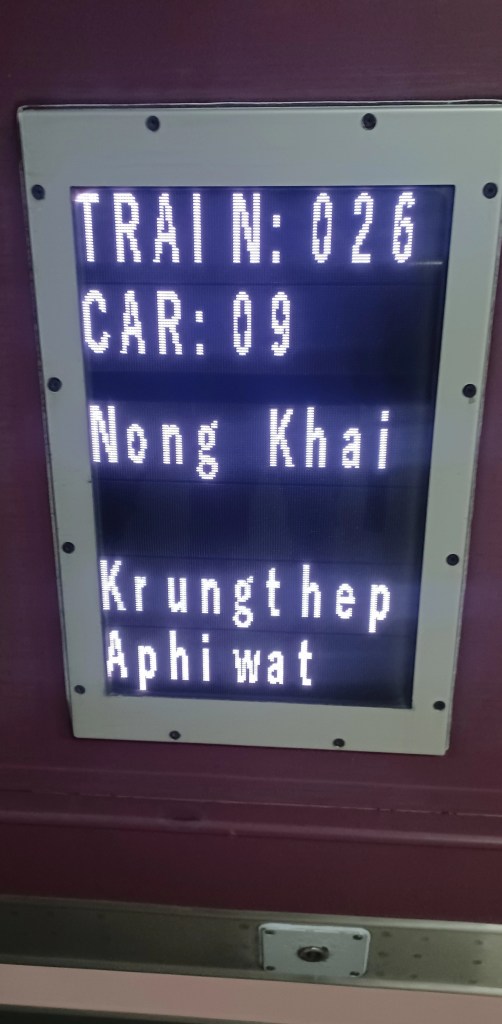 TRAIN: 026
CAR: 09
Nong Khai
Krungthep
Aphiwat